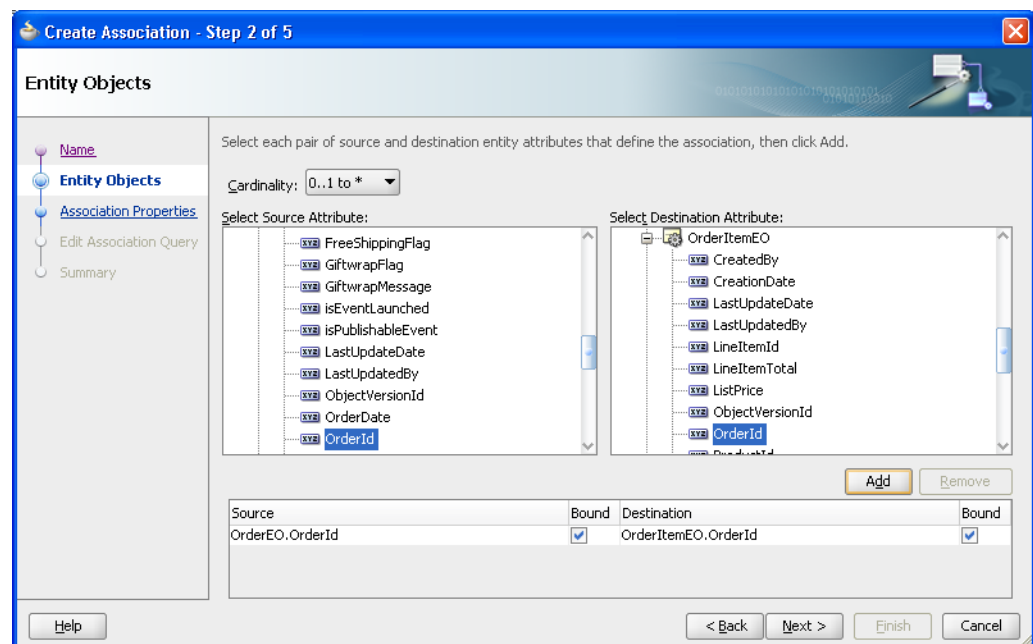 Create Association - Step 2 of 5
Entity Objects
01010101010101010101010101
01010101010
Name
Entity Objects
Association Properties
Edit Association Query
Summary
Select each pair of source and destination entity attributes that define the association, then click Add.
Cardinality: 0..1 to *
Select Source Attribute:
FreeShippingFlag
GiftwrapFlag
GiftwrapMessage
isEventLaunched
isPublishableEvent
LastUpdateDate
LastUpdatedBy
ObjectVersionId
OrderDate
OrderId
Select Destination Attribute:
OrderItemEO
CreatedBy
CreationDate
LastUpdateDate
LastUpdatedBy
LineItemId
LineItemTotal
ListPrice
ObjectVersionId
OrderId
ProductId
Add Remove
Source Bound Destination Bound
OrderEO.OrderId OrderItemEO.OrderId
Help < Back Next > Finish Cancel